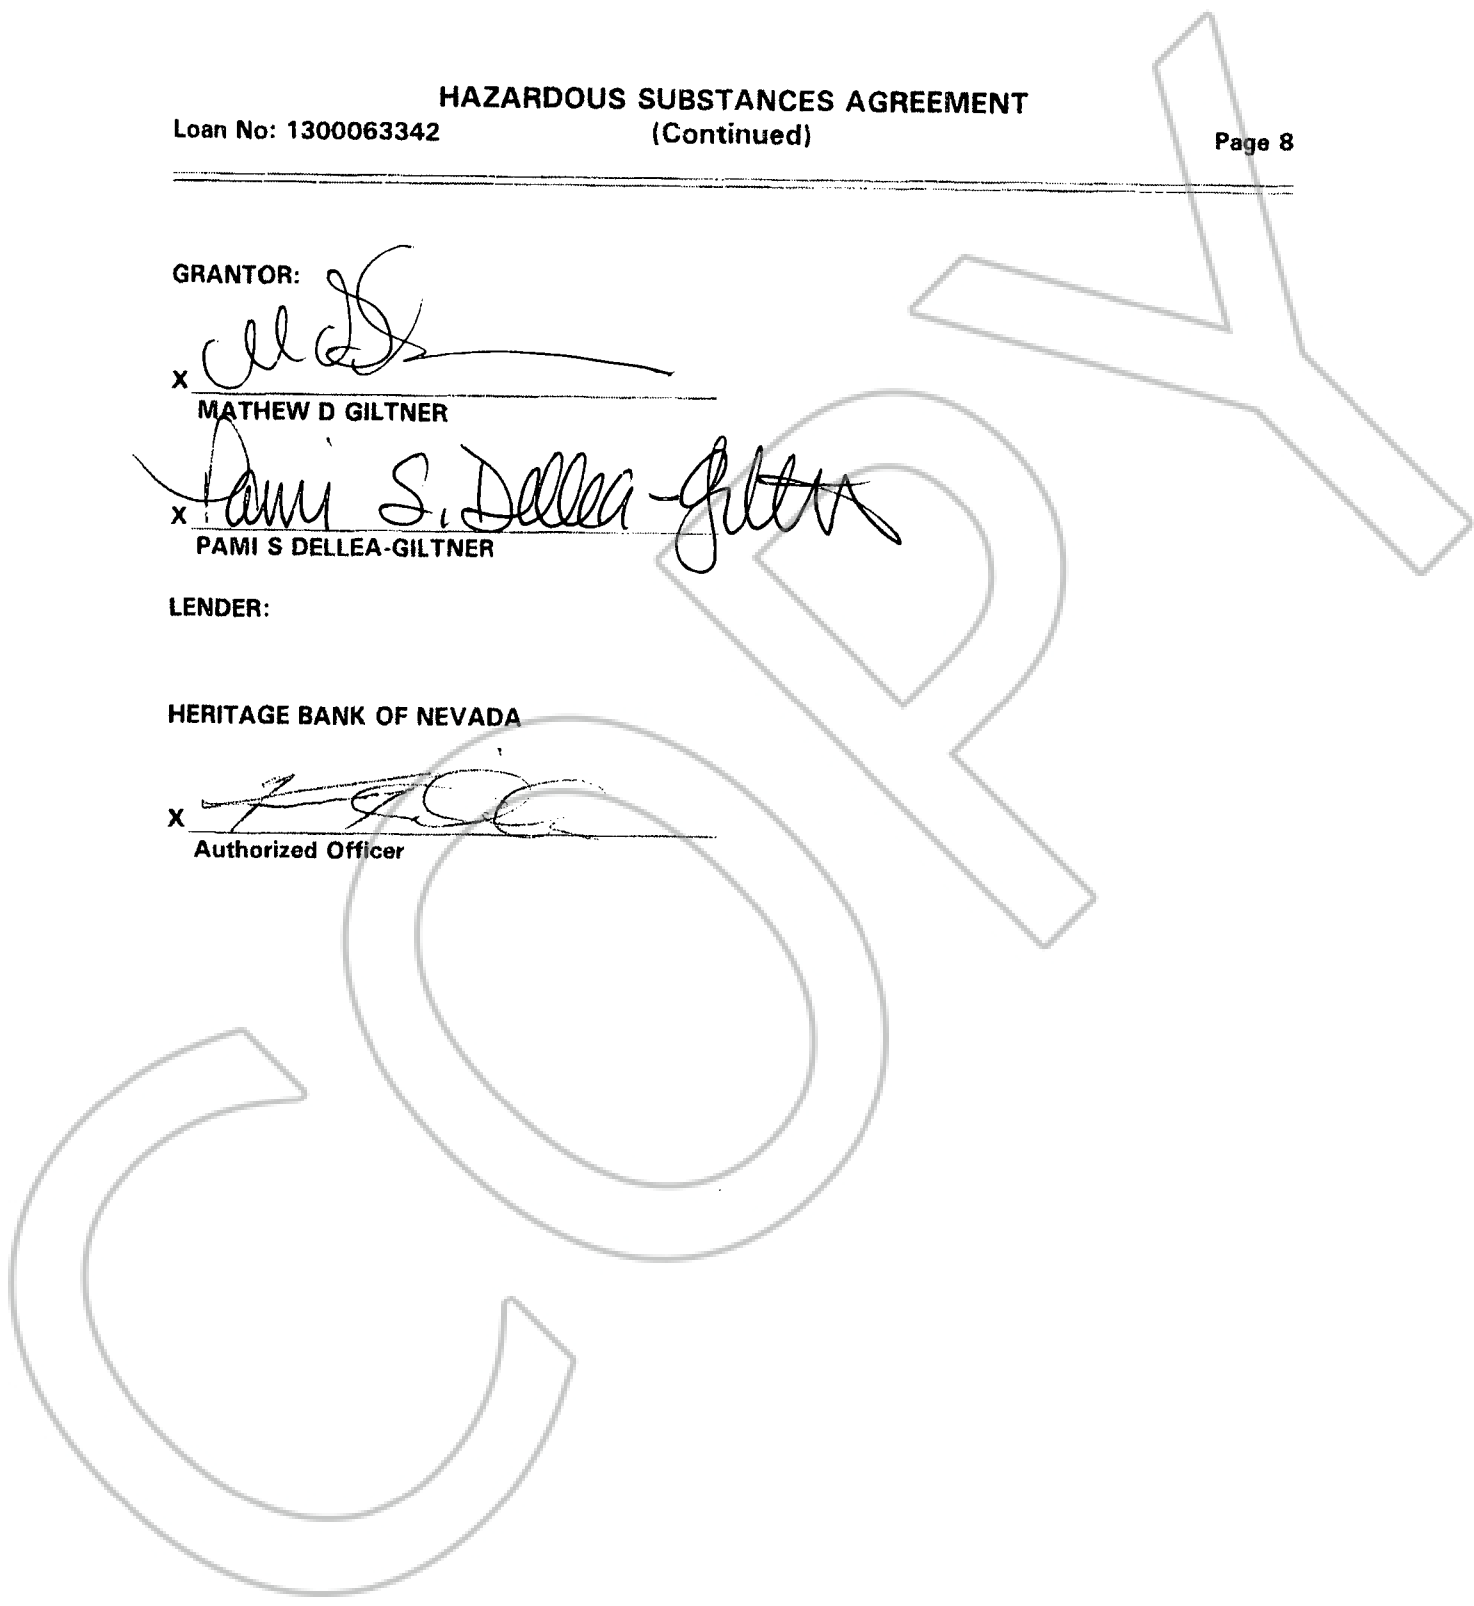 HAZARDOUS SUBSTANCES AGREEMENT
Loan No: 1300063342 (Continued) Page 8
GRANTOR:
X
MATHEW D GILTNER
X Pami S. Dellea-Giltner
PAMI S DELLEA-GILTNER
LENDER:
HERITAGE BANK OF NEVADA
X
Authorized Officer
COPY